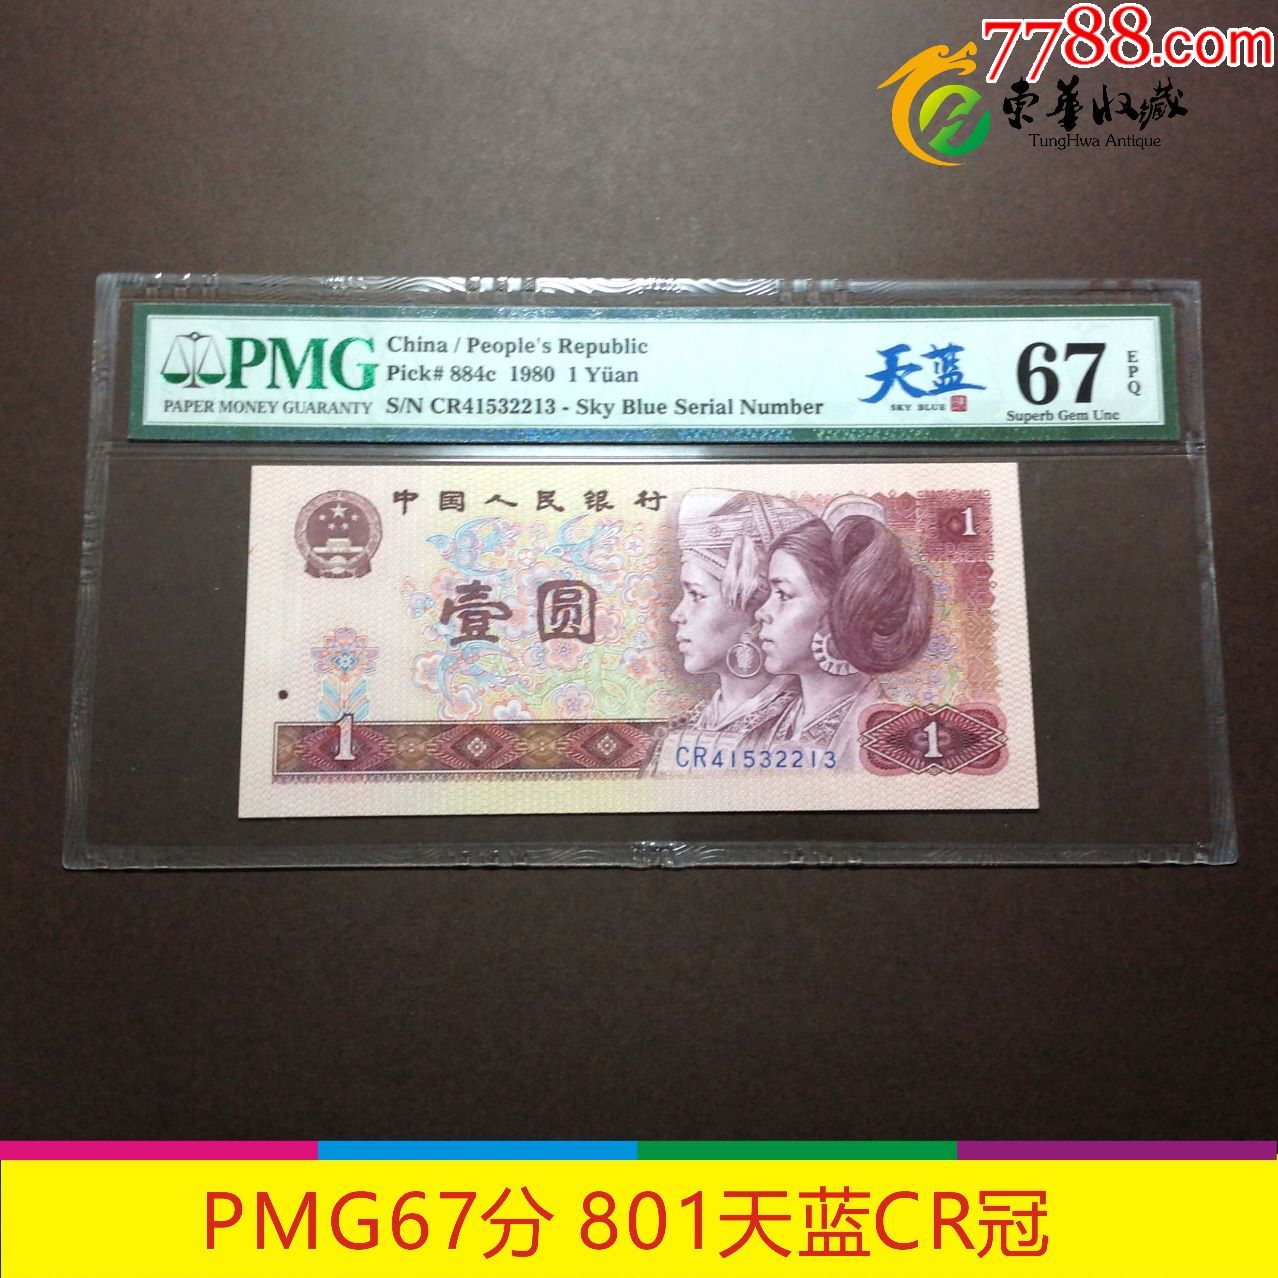 7788.com
东华收藏
TungHwa Antique
PMG
PAPER MONEY GUARANTY
China / People's Republic
Pick# 884c 1980 1 Yüan
S/N CR41532213 - Sky Blue Serial Number
天蓝
SKY BLUE
67
EPQ
Superb Gem Unc
中国人民银行
1
壹圆
1
CR41532213
1
PMG67分 801天蓝CR冠